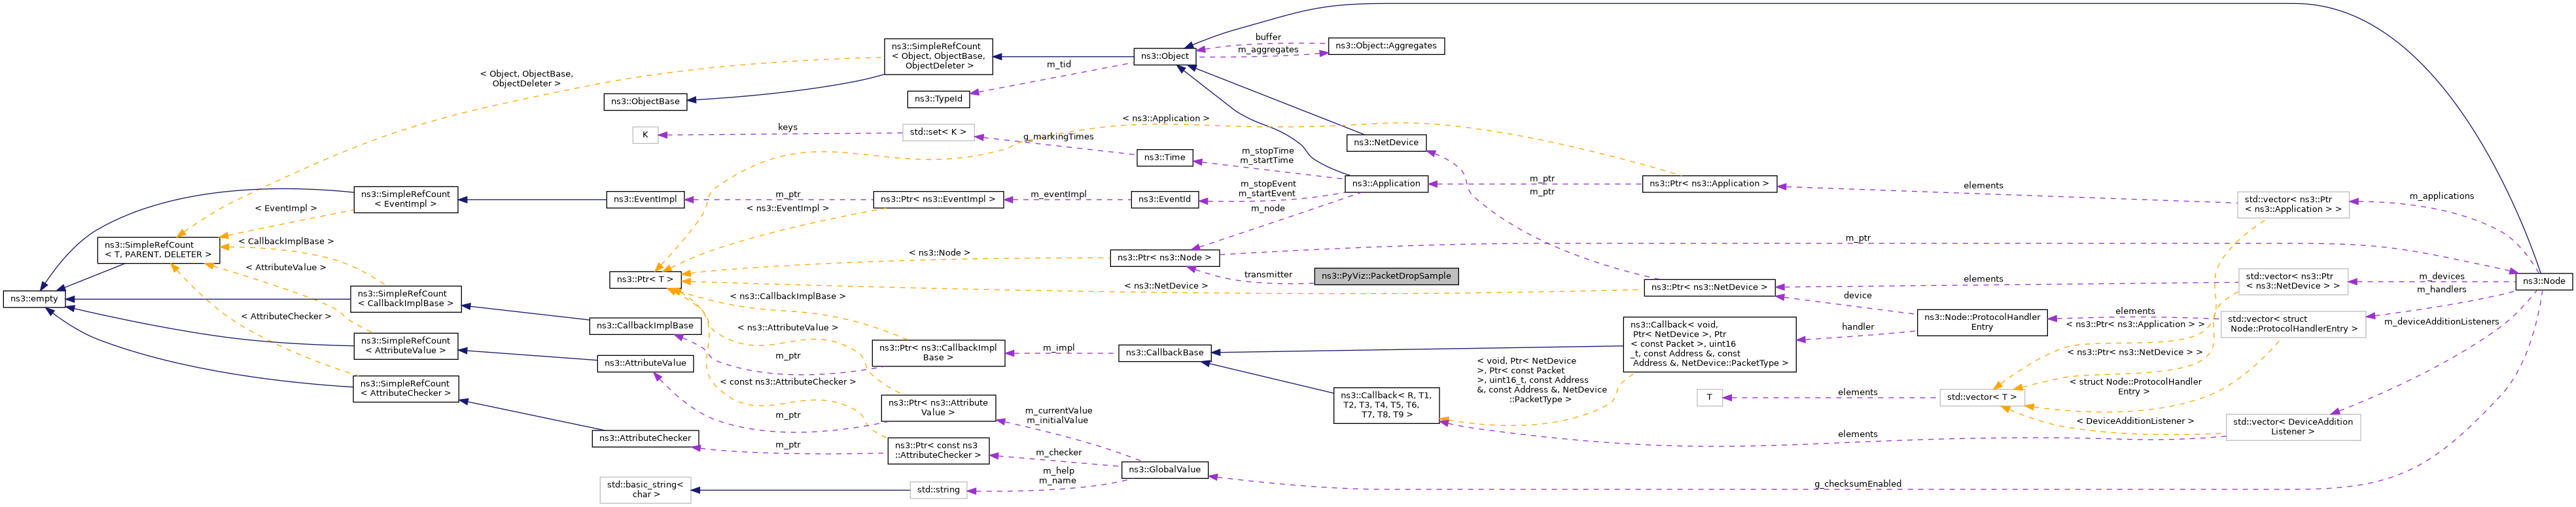 ns3::SimpleRefCount
< Object, ObjectBase,
ObjectDeleter >
ns3::Object
buffer
m_aggregates
ns3::Object::Aggregates
< Object, ObjectBase,
ObjectDeleter >
m_tid
ns3::ObjectBase
ns3::TypeId
K
keys
std::set< K >
g_markingTimes
< ns3::Application >
ns3::NetDevice
ns3::Time
m_stopTime
m_startTime
ns3::SimpleRefCount
< EventImpl >
ns3::EventImpl
m_ptr
ns3::Ptr< ns3::EventImpl >
m_eventImpl
ns3::EventId
m_stopEvent
m_startEvent
ns3::Application
m_ptr
m_ptr
ns3::Ptr< ns3::Application >
elements
std::vector< ns3::Ptr
< ns3::Application > >
m_applications
< EventImpl >
< ns3::EventImpl >
m_node
ns3::SimpleRefCount
< T, PARENT, DELETER >
< CallbackImplBase >
< AttributeValue >
< ns3::Node >
ns3::Ptr< ns3::Node >
m_ptr
ns3::Ptr< T >
transmitter
ns3::PyViz::PacketDropSample
< ns3::NetDevice >
ns3::Ptr< ns3::NetDevice >
elements
std::vector< ns3::Ptr
< ns3::NetDevice > >
m_devices
m_handlers
ns3::Node
ns3::empty
ns3::SimpleRefCount
< CallbackImplBase >
< ns3::CallbackImplBase >
device
< AttributeChecker >
ns3::CallbackImplBase
< ns3::AttributeValue >
ns3::Callback< void,
Ptr< NetDevice >, Ptr
< const Packet >, uint16
_t, const Address &, const
Address &, NetDevice::PacketType >
handler
ns3::Node::ProtocolHandler
Entry
elements
< ns3::Ptr< ns3::Application > >
std::vector< struct
Node::ProtocolHandlerEntry >
m_deviceAdditionListeners
ns3::SimpleRefCount
< AttributeValue >
ns3::AttributeValue
m_ptr
ns3::Ptr< ns3::CallbackImpl
Base >
m_impl
ns3::CallbackBase
< void, Ptr< NetDevice
>, Ptr< const Packet
>, uint16_t, const Address
&, const Address &, NetDevice
::PacketType >
< ns3::Ptr< ns3::NetDevice > >
ns3::SimpleRefCount
< AttributeChecker >
< const ns3::AttributeChecker >
ns3::Callback< R, T1,
T2, T3, T4, T5, T6,
T7, T8, T9 >
T
elements
std::vector< T >
< struct Node::ProtocolHandler
Entry >
m_ptr
ns3::Ptr< ns3::Attribute
Value >
m_currentValue
m_initialValue
< DeviceAdditionListener >
std::vector< DeviceAddition
Listener >
ns3::AttributeChecker
m_ptr
ns3::Ptr< const ns3
::AttributeChecker >
m_checker
elements
ns3::GlobalValue
m_help
m_name
std::basic_string<
char >
std::string
g_checksumEnabled